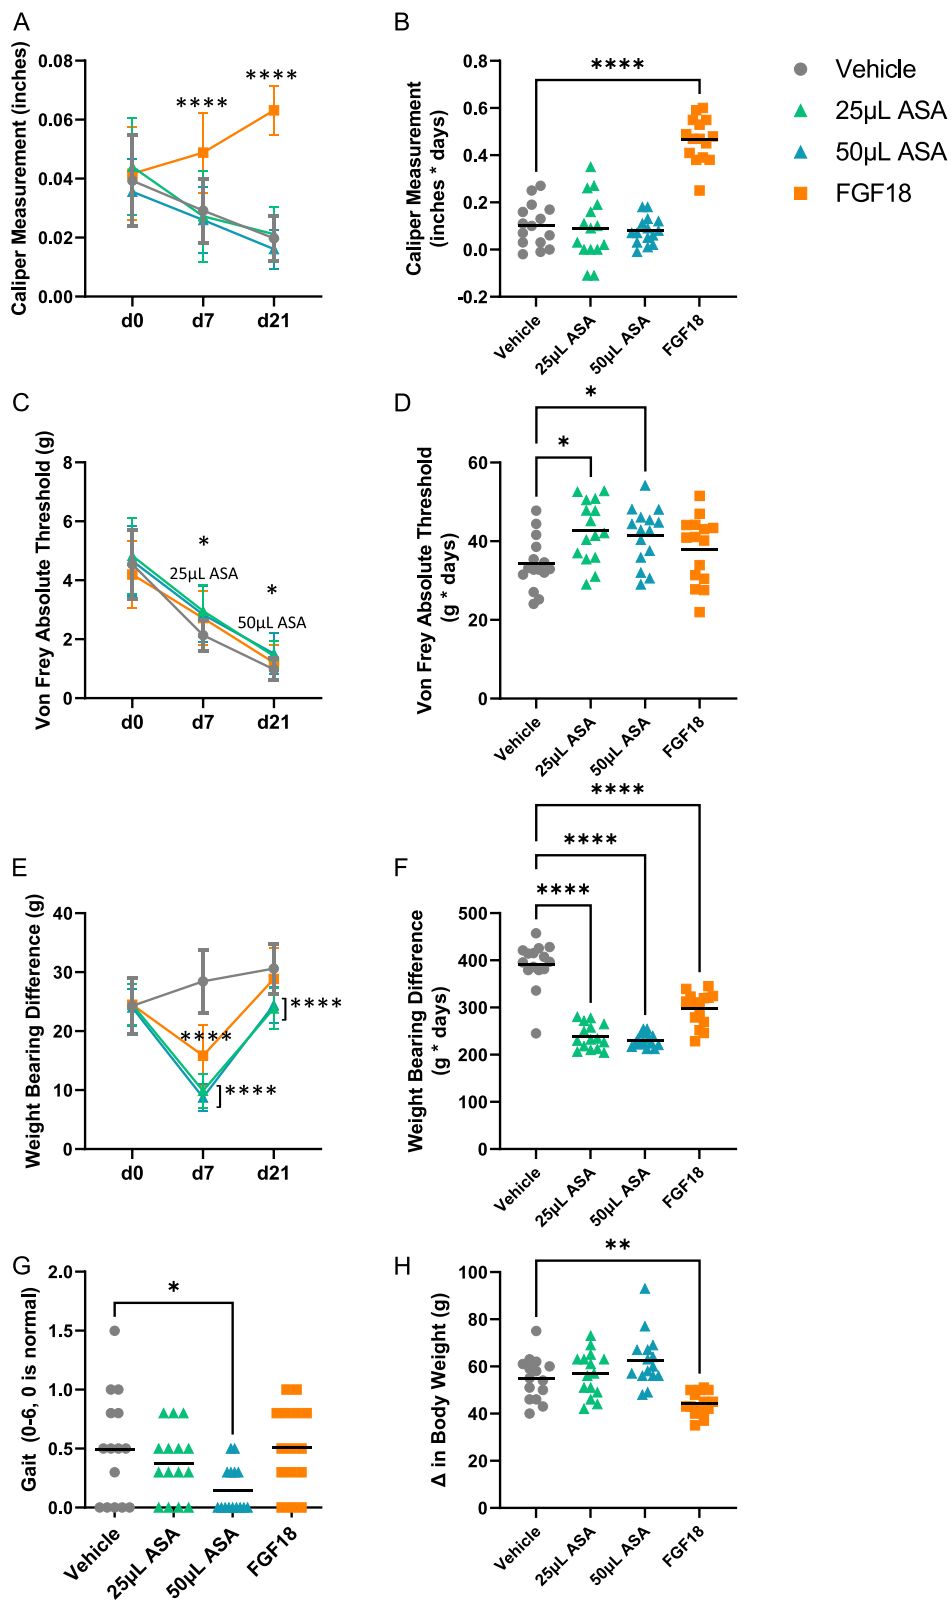 A
Caliper Measurement (inches)
0.08
0.06
0.04
0.02
0.00
****
****
d0
d7
d21
B
Caliper Measurement
(inches * days)
0.8
0.6
0.4
0.2
0.0
-0.2
****
Vehicle
25µL ASA
50µL ASA
FGF18
Vehicle
25µL ASA
50µL ASA
FGF18
C
Von Frey Absolute Threshold (g)
8
6
4
2
0
*
25µL ASA
*
50µL ASA
d0
d7
d21
D
Von Frey Absolute Threshold
(g * days)
60
40
20
0
*
*
Vehicle
25µL ASA
50µL ASA
FGF18
E
Weight Bearing Difference (g)
40
30
20
10
0
****
****
****
d0
d7
d21
F
Weight Bearing Difference
(g * days)
500
400
300
200
100
0
****
****
****
Vehicle
25µL ASA
50µL ASA
FGF18
G
Gait (0-6, 0 is normal)
2.0
1.5
1.0
0.5
0.0
*
Vehicle
25µL ASA
50µL ASA
FGF18
H
Δ in Body Weight (g)
100
80
60
40
20
0
**
Vehicle
25µL ASA
50µL ASA
FGF18